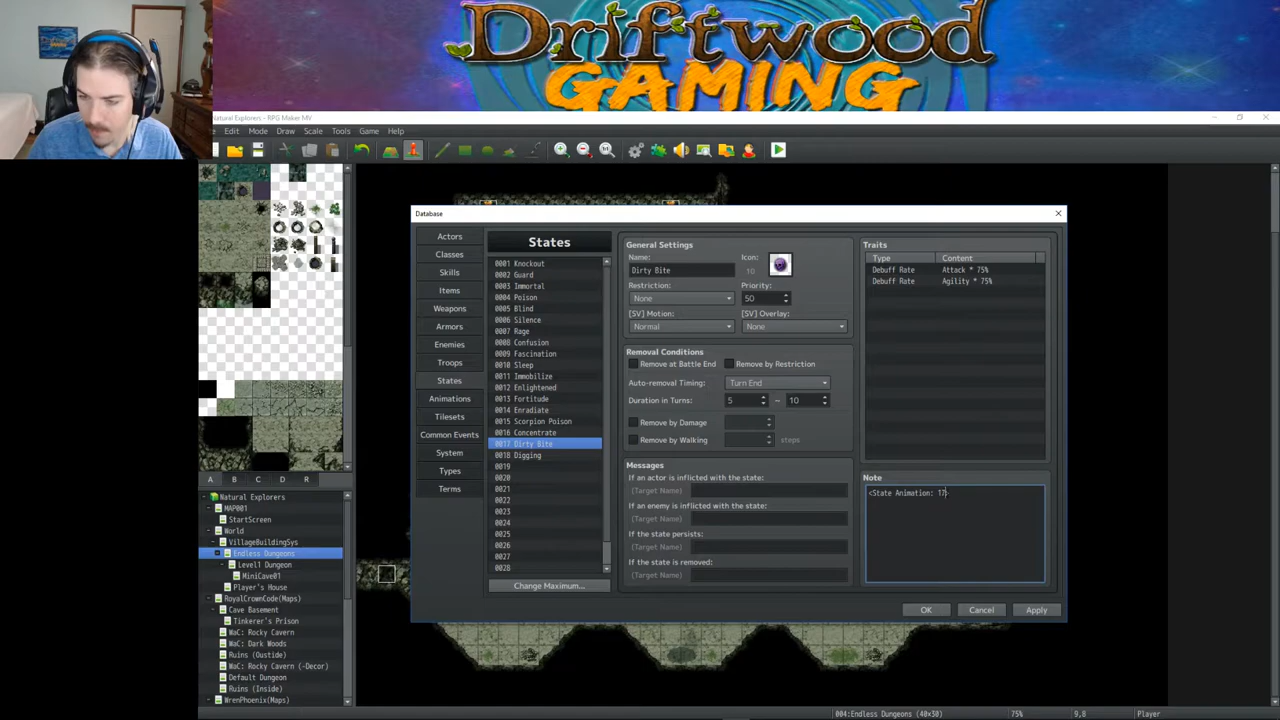 Driftwood
GAMING
Natural Explorers - RPG Maker MV
Edit Mode Draw Scale Tools Game Help
Database
Actors
Classes
Skills
Items
Weapons
Armors
Enemies
Troops
States
Animations
Tilesets
Common Events
System
Types
Terms
States
0001 Knockout
0002 Guard
0003 Immortal
0004 Poison
0005 Blind
0006 Silence
0007 Rage
0008 Confusion
0009 Fascination
0010 Sleep
0011 Immobilize
0012 Enlightened
0013 Fortitude
0014 Enradiate
0015 Scorpion Poison
0016 Concentrate
0017 Dirty Bite
0018 Digging
0019
0020
0021
0022
0023
0024
0025
0026
0027
0028
Change Maximum...
General Settings
Name: Icon:
Dirty Bite 10
Restriction: Priority:
None 50
[SV] Motion: [SV] Overlay:
Normal None
Removal Conditions
Remove at Battle End Remove by Restriction
Auto-removal Timing: Turn End
Duration in Turns: 5 ~ 10
Remove by Damage
Remove by Walking steps
Messages
If an actor is inflicted with the state:
(Target Name)
If an enemy is inflicted with the state:
(Target Name)
If the state persists:
(Target Name)
If the state is removed:
(Target Name)
Traits
Type Content
Debuff Rate Attack * 75%
Debuff Rate Agility * 75%
Note
<State Animation: 17>
OK Cancel Apply
A B C D R
Natural Explorers
MAP001
StartScreen
World
VillageBuildingSys
Endless Dungeons
Level1 Dungeon
MiniCave01
Player's House
RoyalCrownCode(Maps)
Cave Basement
Tinkerer's Prison
WaC: Rocky Cavern
WaC: Dark Woods
Ruins (Oustide)
WaC: Rocky Cavern (-Decor)
Default Dungeon
Ruins (Inside)
WrenPhoenix(Maps)
004:Endless Dungeons (40×30) 75% 9,8 Player